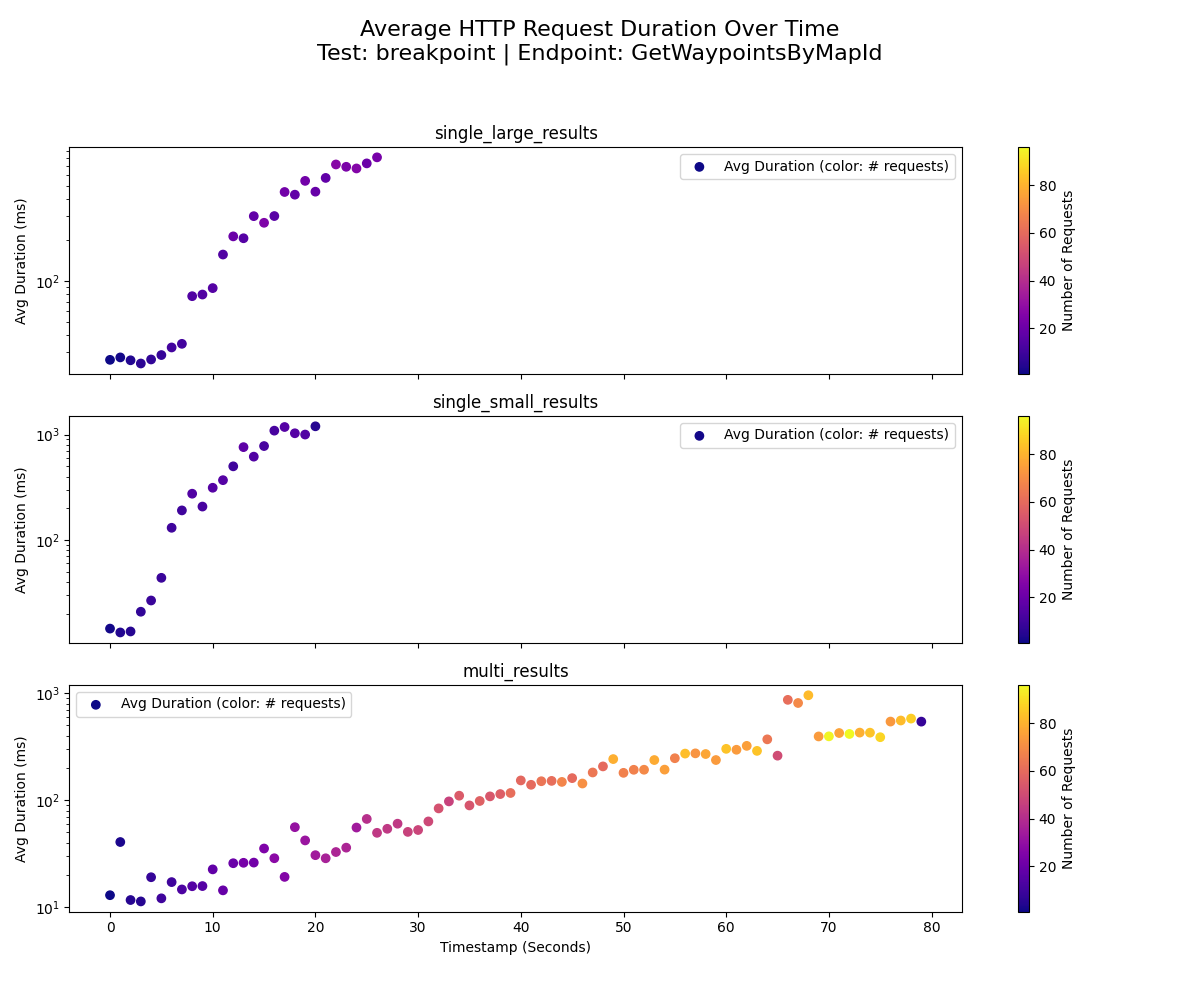 Average HTTP Request Duration Over Time
Test: breakpoint | Endpoint: GetWaypointsByMapId
single_large_results
Avg Duration (ms)
10²
Avg Duration (color: # requests)
80
60
40
20
Number of Requests
single_small_results
Avg Duration (ms)
10³
10²
Avg Duration (color: # requests)
80
60
40
20
Number of Requests
multi_results
Avg Duration (ms)
10³
10²
10¹
Avg Duration (color: # requests)
0 10 20 30 40 50 60 70 80
Timestamp (Seconds)
80
60
40
20
Number of Requests